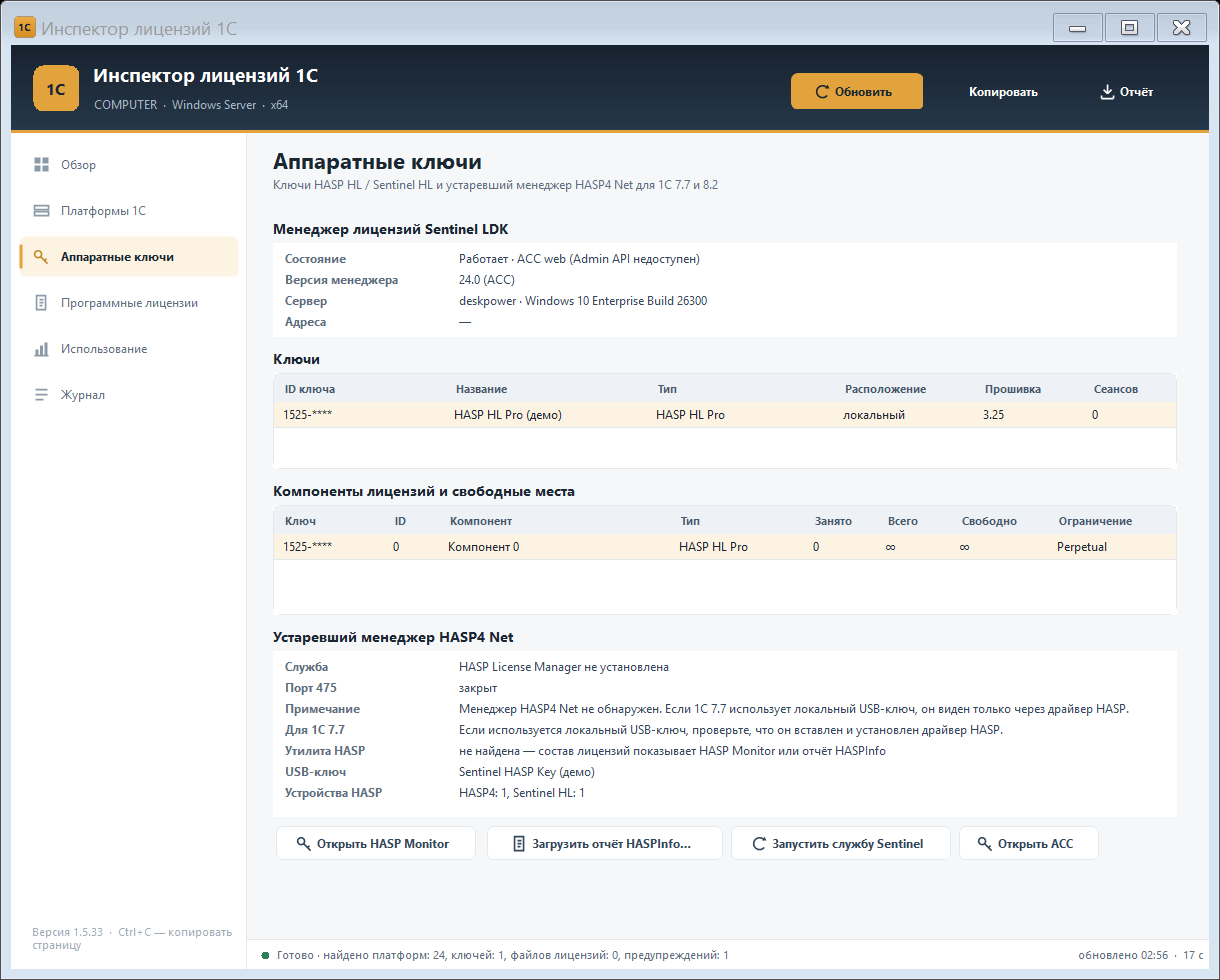 1C Инспектор лицензий 1С
1C
Инспектор лицензий 1С
COMPUTER · Windows Server · x64
Обновить
Копировать
Отчёт
Обзор
Платформы 1С
Аппаратные ключи
Программные лицензии
Использование
Журнал
Версия 1.5.33 · Ctrl+C — копировать
страницу
Аппаратные ключи
Ключи HASP HL / Sentinel HL и устаревший менеджер HASP4 Net для 1С 7.7 и 8.2
Менеджер лицензий Sentinel LDK
Состояние Работает · ACC web (Admin API недоступен)
Версия менеджера 24.0 (ACC)
Сервер deskpower · Windows 10 Enterprise Build 26300
Адреса —
Ключи
ID ключа Название Тип Расположение Прошивка Сеансов
1525-**** HASP HL Pro (демо) HASP HL Pro локальный 3.25 0
Компоненты лицензий и свободные места
Ключ ID Компонент Тип Занято Всего Свободно Ограничение
1525-**** 0 Компонент 0 HASP HL Pro 0 ∞ ∞ Perpetual
Устаревший менеджер HASP4 Net
Служба HASP License Manager не установлена
Порт 475 закрыт
Примечание Менеджер HASP4 Net не обнаружен. Если 1С 7.7 использует локальный USB-ключ, он виден только через драйвер HASP.
Для 1С 7.7 Если используется локальный USB-ключ, проверьте, что он вставлен и установлен драйвер HASP.
Утилита HASP не найдена — состав лицензий показывает HASP Monitor или отчёт HASPInfo
USB-ключ Sentinel HASP Key (демо)
Устройства HASP HASP4: 1, Sentinel HL: 1
Открыть HASP Monitor
Загрузить отчёт HASPInfo...
Запустить службу Sentinel
Открыть ACC
Готово · найдено платформ: 24, ключей: 1, файлов лицензий: 0, предупреждений: 1
обновлено 02:56 · 17 с